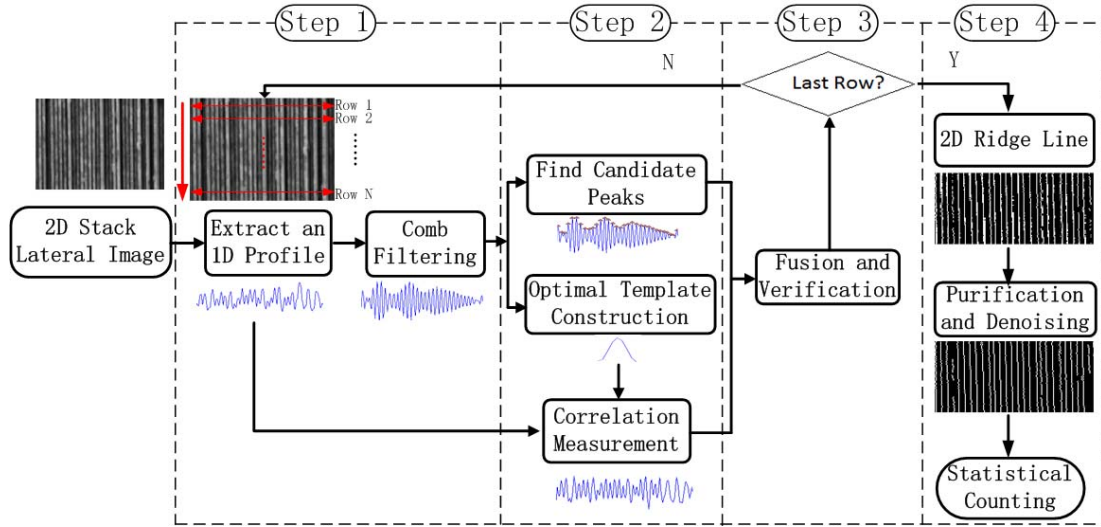 Step 1
Step 2
Step 3
Step 4
N
Y
Last Row?
Row 1
Row 2
Row N
2D Stack
Lateral Image
Extract an
1D Profile
Comb
Filtering
Find Candidate
Peaks
Optimal Template
Construction
Correlation
Measurement
Fusion and
Verification
2D Ridge Line
Purification
and Denoising
Statistical
Counting